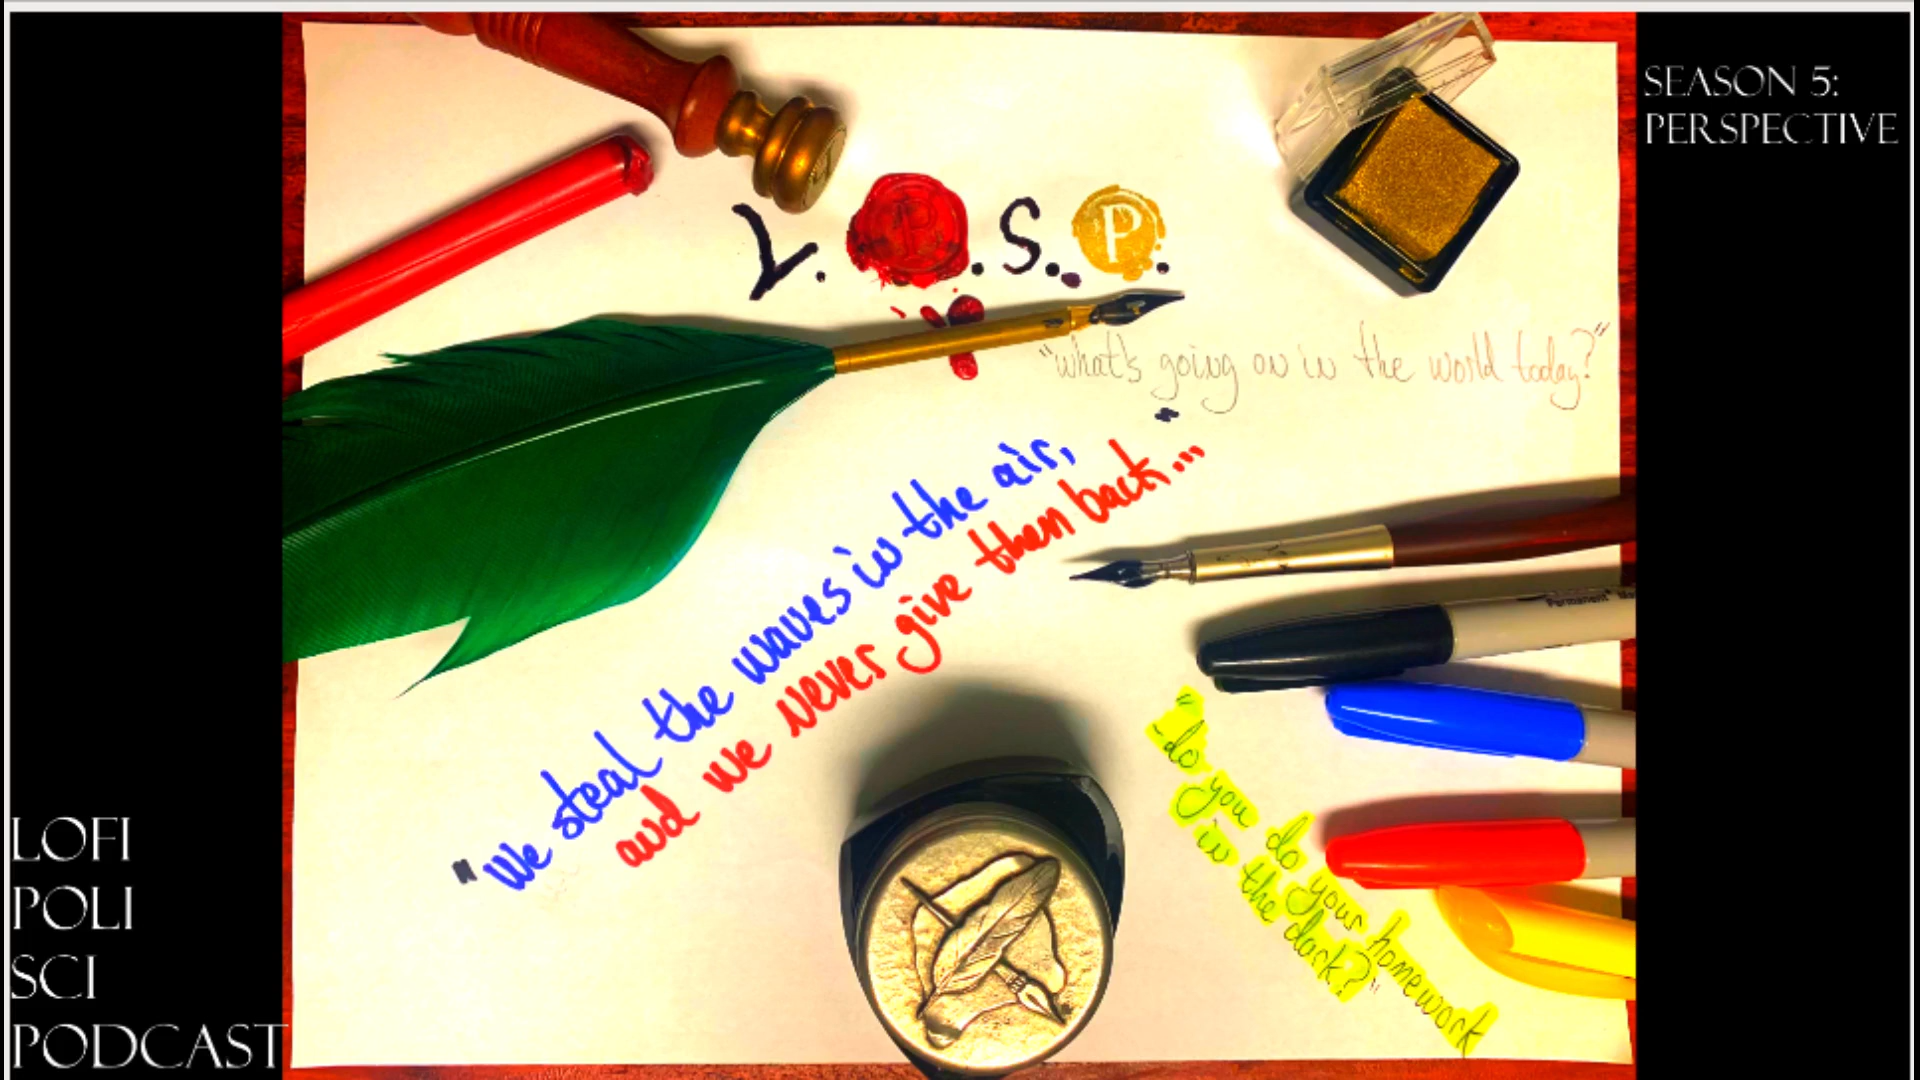 SEASON 5:
PERSPECTIVE
L. P. S. P.
"what's going on in the world today?"
"We steal the waves in the air,
and we never give them back..."
Permanent
"do you do your homework
in the dark?"
LOFI
POLI
SCI
PODCAST